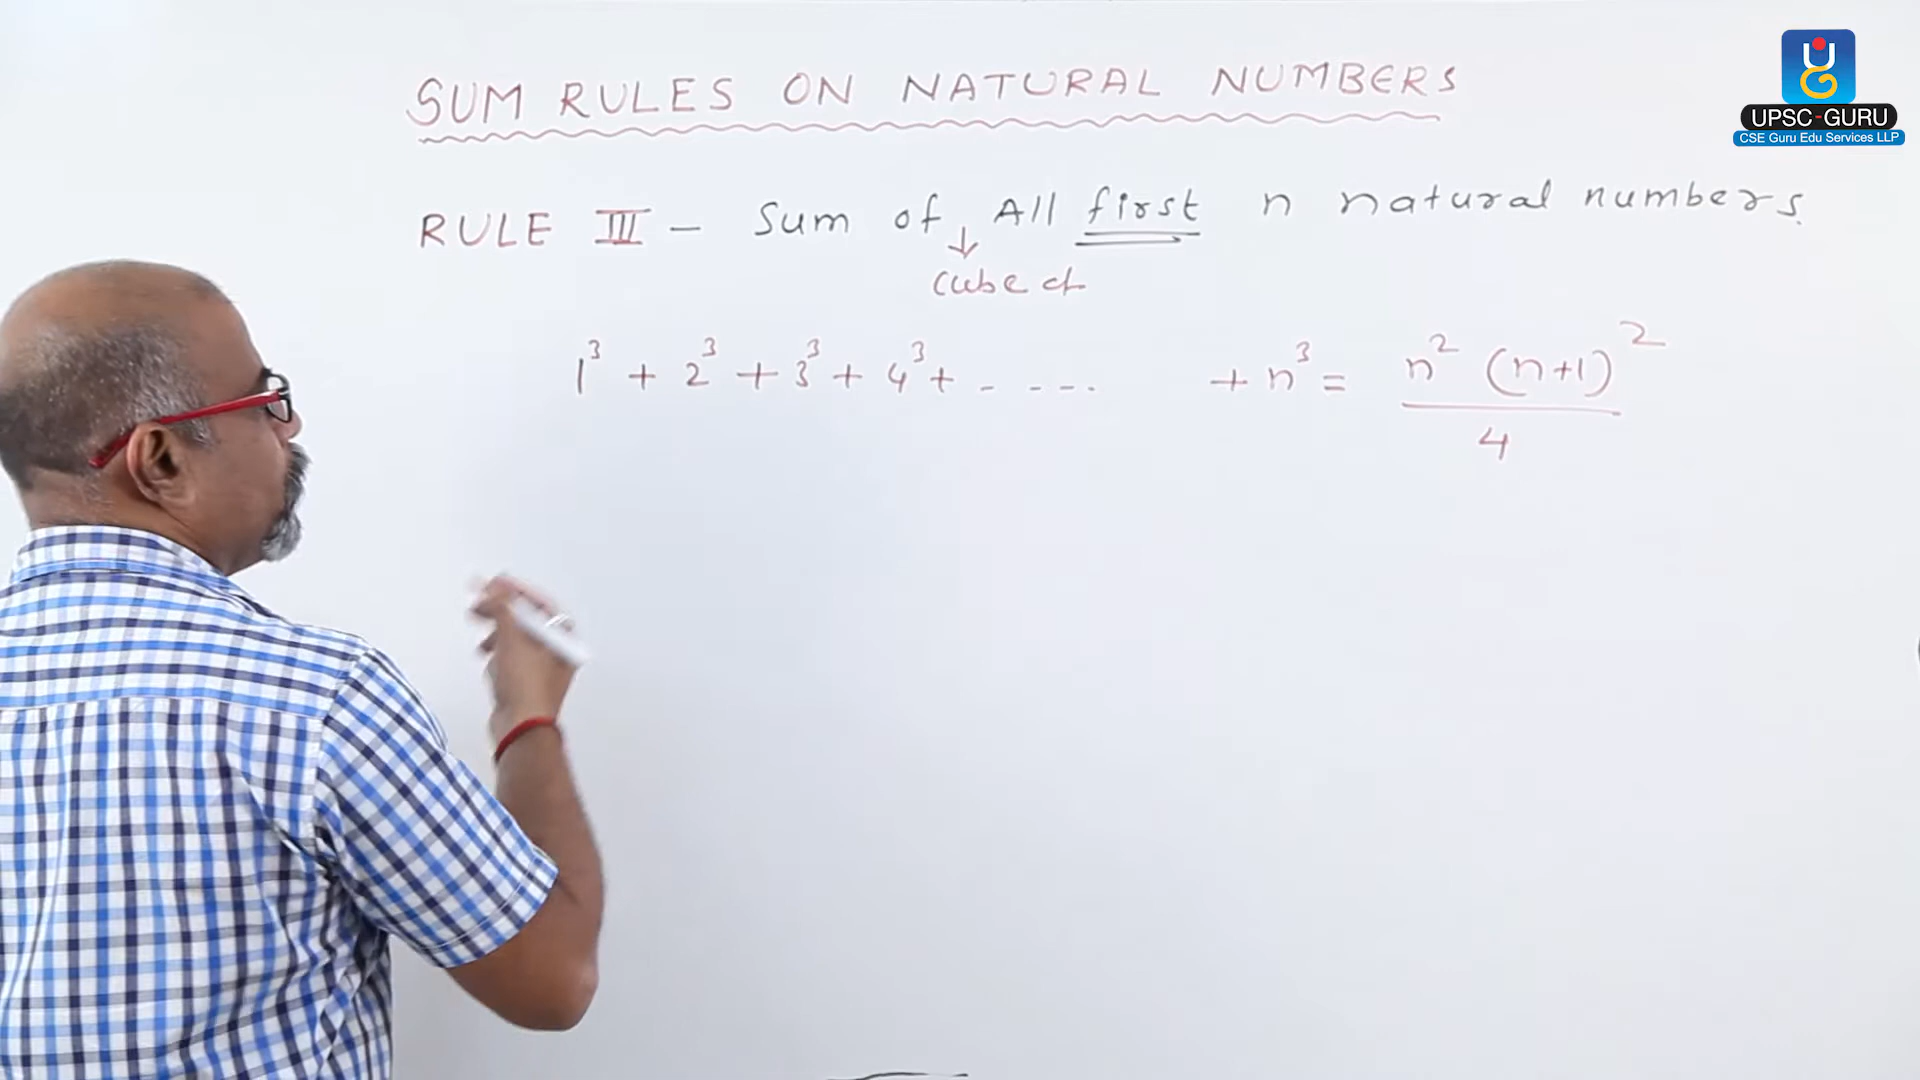 SUM RULES ON NATURAL NUMBERS
UPSC-GURU
CSE Guru Edu Services LLP
RULE III - Sum of All first n natural numbers.
↓
cube of
1³ + 2³ + 3³ + 4³ + - - - - . + n³ = n² (n+1)² / 4